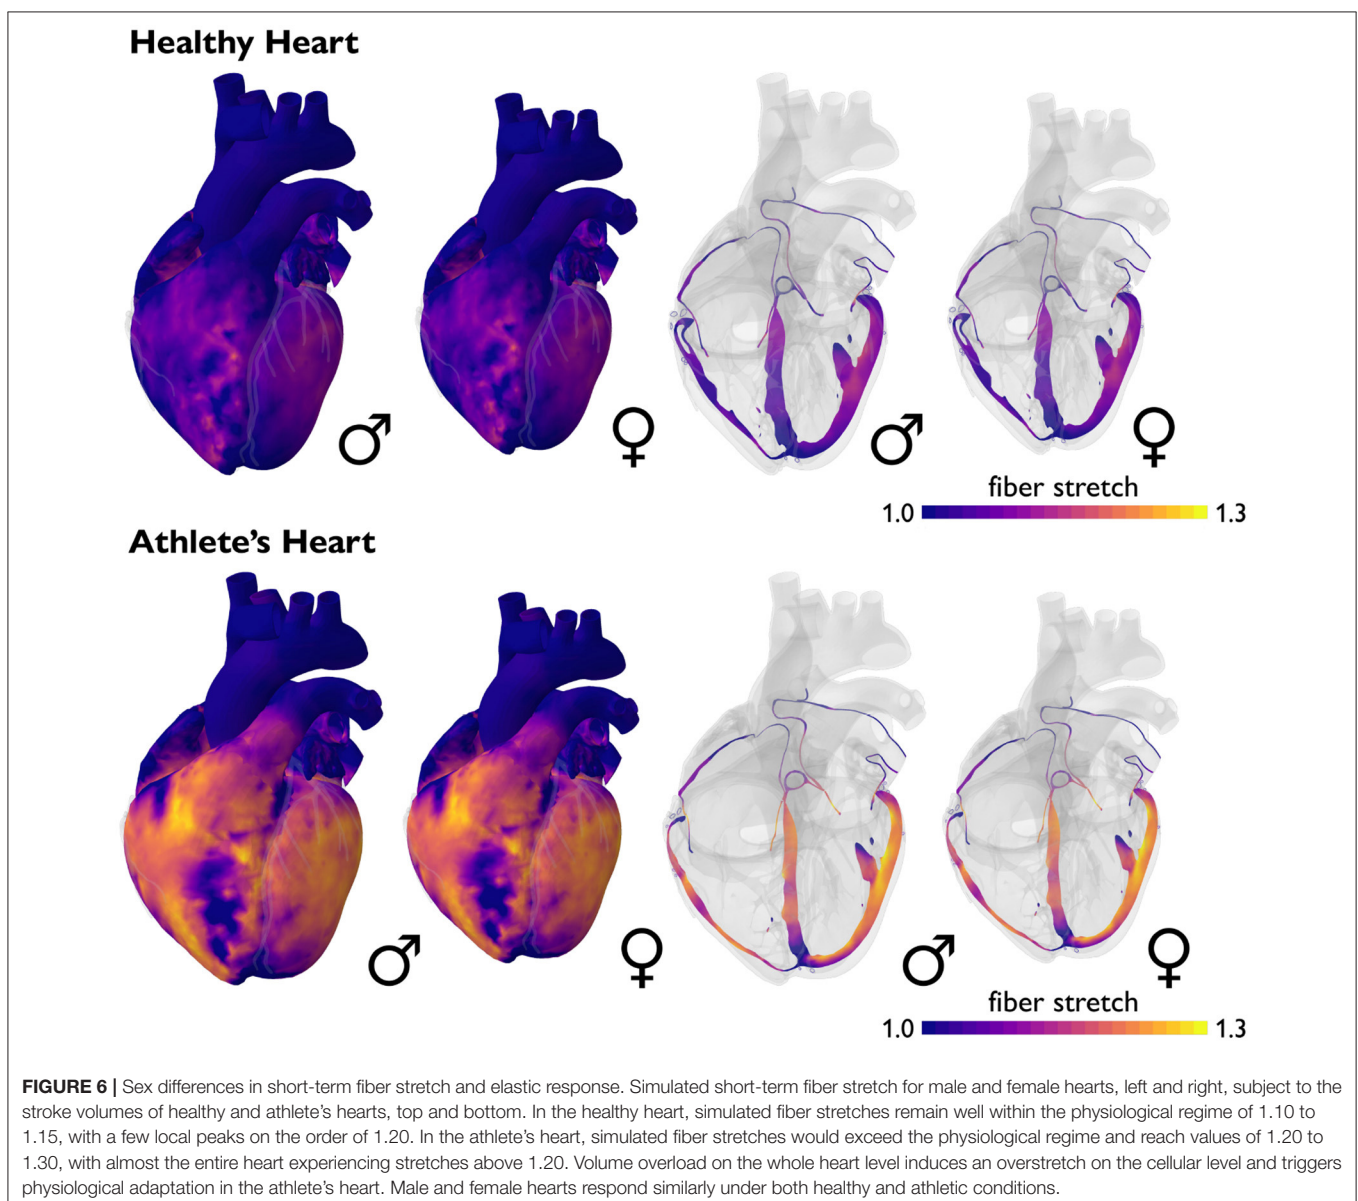 Healthy Heart
♂ ♀ ♂ ♀
fiber stretch
1.0 1.3
Athlete's Heart
♂ ♀ ♂ ♀
fiber stretch
1.0 1.3
FIGURE 6 | Sex differences in short-term fiber stretch and elastic response. Simulated short-term fiber stretch for male and female hearts, left and right, subject to the
stroke volumes of healthy and athlete's hearts, top and bottom. In the healthy heart, simulated fiber stretches remain well within the physiological regime of 1.10 to
1.15, with a few local peaks on the order of 1.20. In the athlete's heart, simulated fiber stretches would exceed the physiological regime and reach values of 1.20 to
1.30, with almost the entire heart experiencing stretches above 1.20. Volume overload on the whole heart level induces an overstretch on the cellular level and triggers
physiological adaptation in the athlete's heart. Male and female hearts respond similarly under both healthy and athletic conditions.